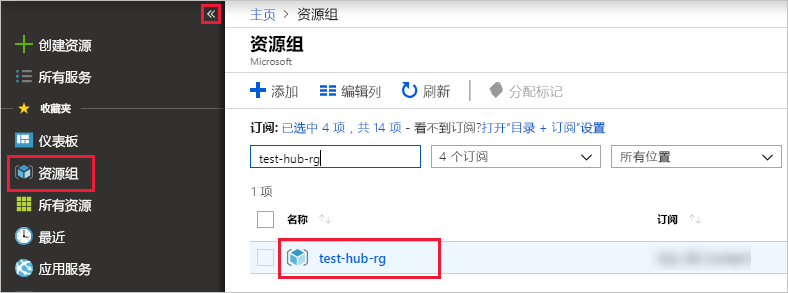 «
创建资源
所有服务
收藏夹
仪表板
资源组
所有资源
最近
应用服务
主页 > 资源组
资源组
Microsoft
添加 编辑列 刷新 分配标记
订阅: 已选中 4 项，共 14 项 - 看不到订阅?打开"目录 + 订阅"设置
test-hub-rg 4 个订阅 所有位置
1 项
名称 订阅
test-hub-rg